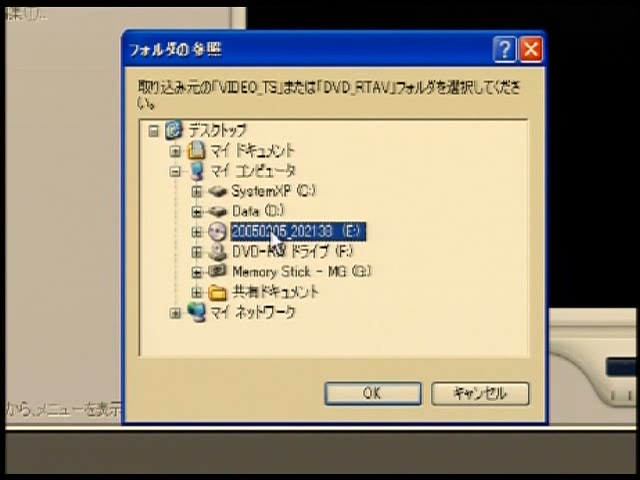 フォルダの参照
取り込み元の「VIDEO_TS」または「DVD_RTAV」フォルダを選択してくださ
い。
デスクトップ
マイ ドキュメント
マイ コンピュータ
SystemXP (C:)
Data (D:)
(E:)
DVD-RW ドライブ (F:)
Memory Stick - MG (G:)
共有ドキュメント
マイ ネットワーク
から、メニューを表示
OK
キャンセル